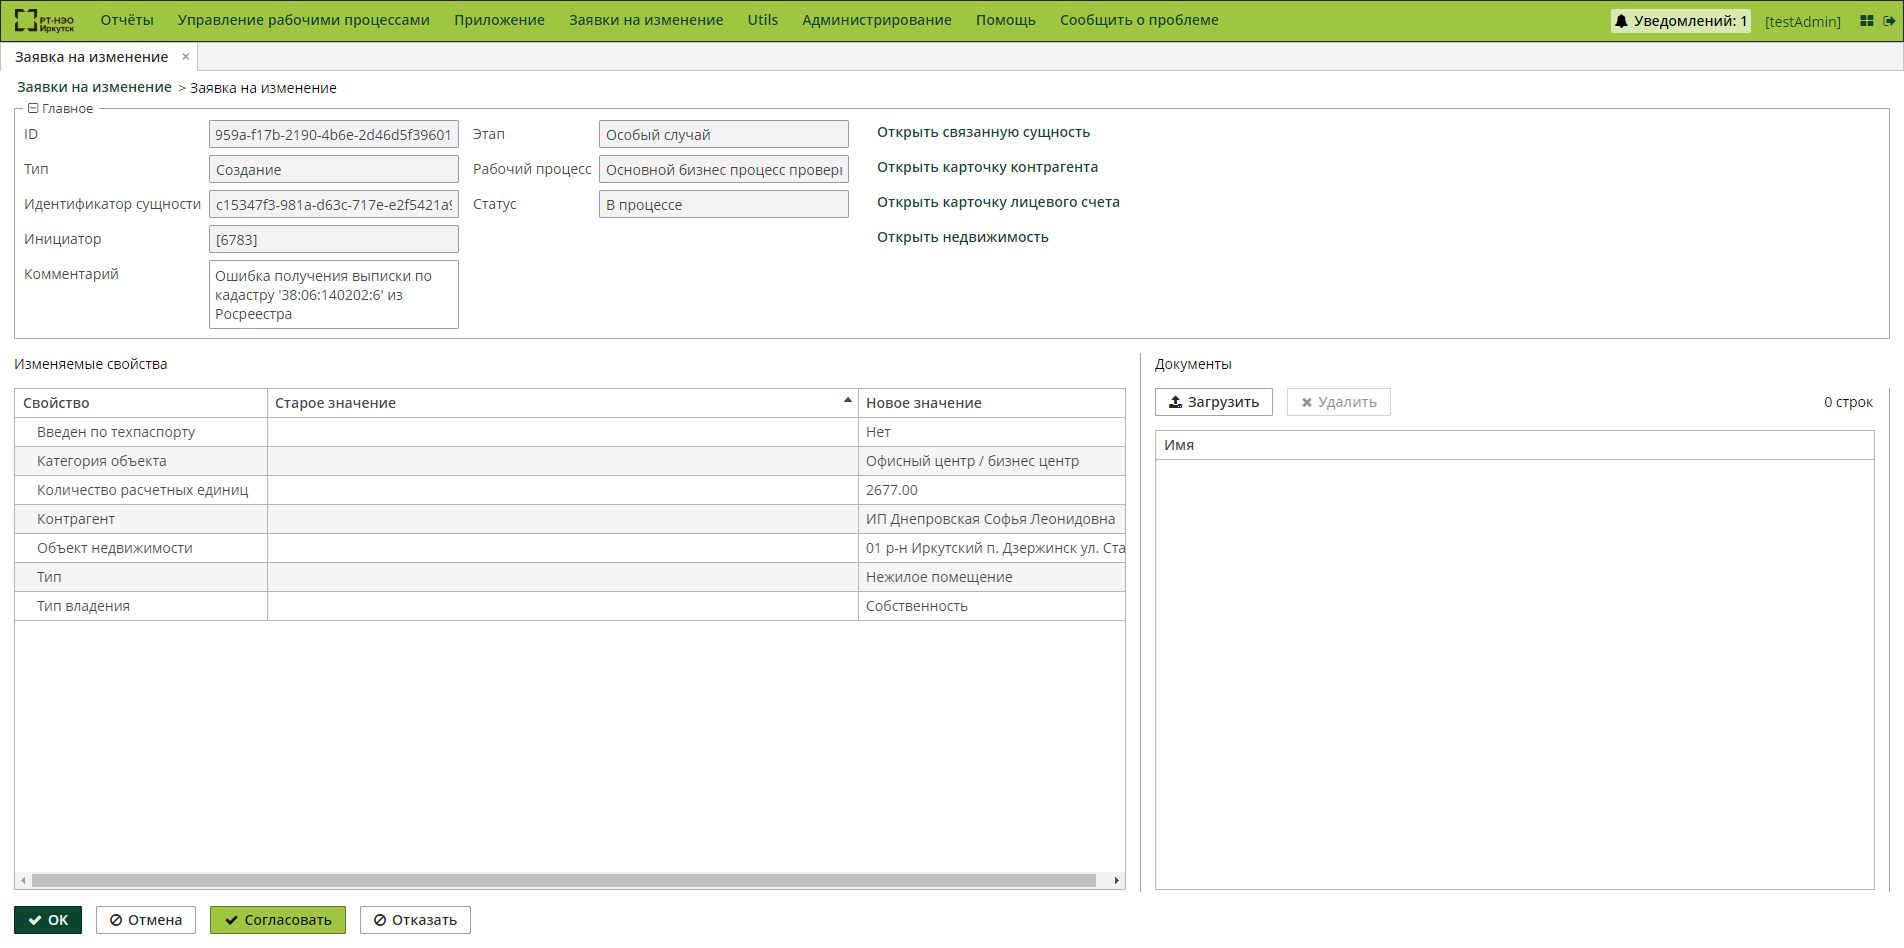 РТ-НЭО Иркутск
Отчёты Управление рабочими процессами Приложение Заявки на изменение Utils Администрирование Помощь Сообщить о проблеме Уведомлений: 1 [testAdmin]
Заявка на изменение ×
Заявки на изменение > Заявка на изменение
Главное
ID 959a-f17b-2190-4b6e-2d46d5f39601 Этап Особый случай Открыть связанную сущность
Тип Создание Рабочий процесс Основной бизнес процесс провер Открыть карточку контрагента
Идентификатор сущности c15347f3-981a-d63c-717e-e2f5421a9 Статус В процессе Открыть карточку лицевого счета
Инициатор [6783] Открыть недвижимость
Комментарий Ошибка получения выписки по
кадастру '38:06:140202:6' из
Росреестра
Изменяемые свойства Документы
Загрузить Удалить 0 строк
Свойство Старое значение Новое значение
Имя
Введен по техпаспорту Нет
Категория объекта Офисный центр / бизнес центр
Количество расчетных единиц 2677.00
Контрагент ИП Днепровская Софья Леонидовна
Объект недвижимости 01 р-н Иркутский п. Дзержинск ул. Ста
Тип Нежилое помещение
Тип владения Собственность
OK Отмена Согласовать Отказать